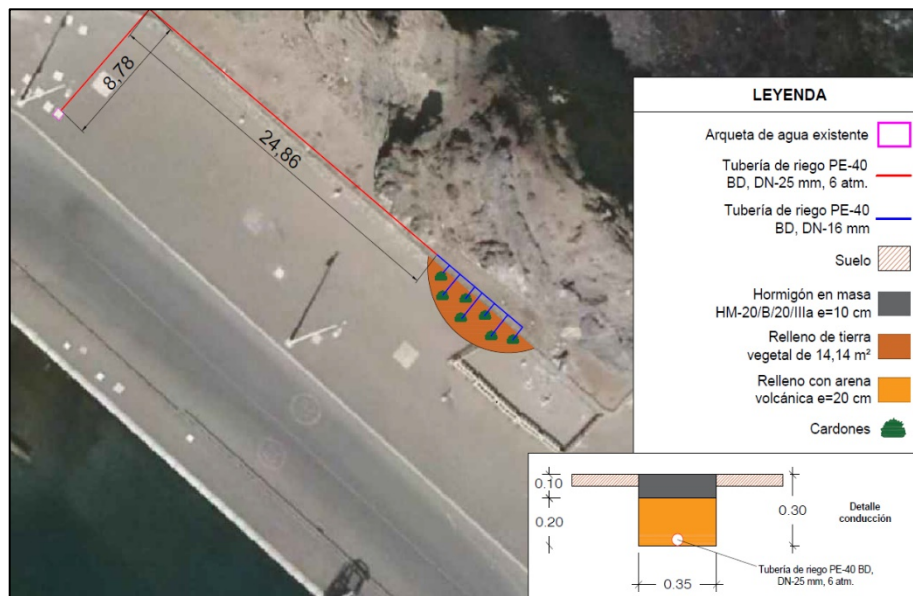 8,78
24,86
LEYENDA
Arqueta de agua existente
Tubería de riego PE-40
BD, DN-25 mm, 6 atm.
Tubería de riego PE-40
BD, DN-16 mm
Suelo
Hormigón en masa
HM-20/B/20/IIIa e=10 cm
Relleno de tierra
vegetal de 14,14 m²
Relleno con arena
volcánica e=20 cm
Cardones
0.10
0.20
0.30
Detalle
conducción
0.35
Tubería de riego PE-40 BD,
DN-25 mm, 6 atm.